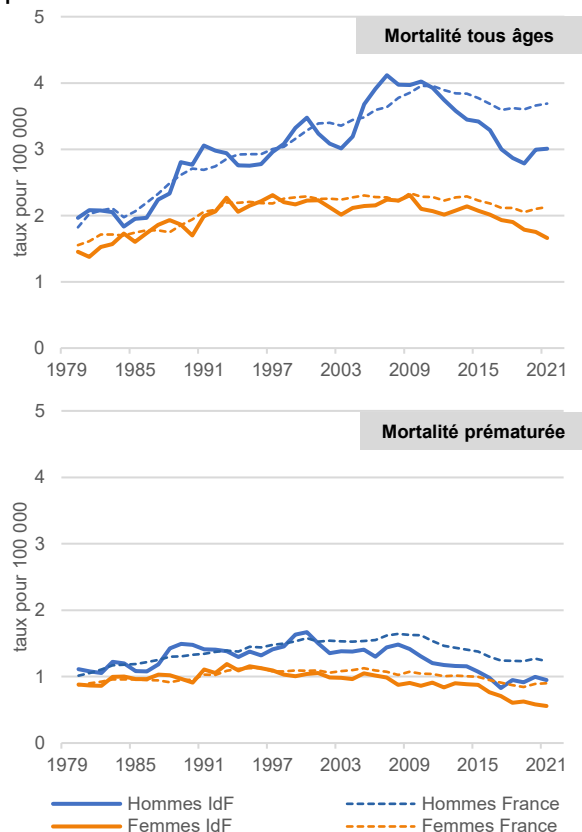 5
Mortalité tous âges
4
3
2
1
0
taux pour 100 000
1979 1985 1991 1997 2003 2009 2015 2021
5
Mortalité prématurée
4
3
2
1
0
taux pour 100 000
1979 1985 1991 1997 2003 2009 2015 2021
Hommes IdF Hommes France
Femmes IdF Femmes France